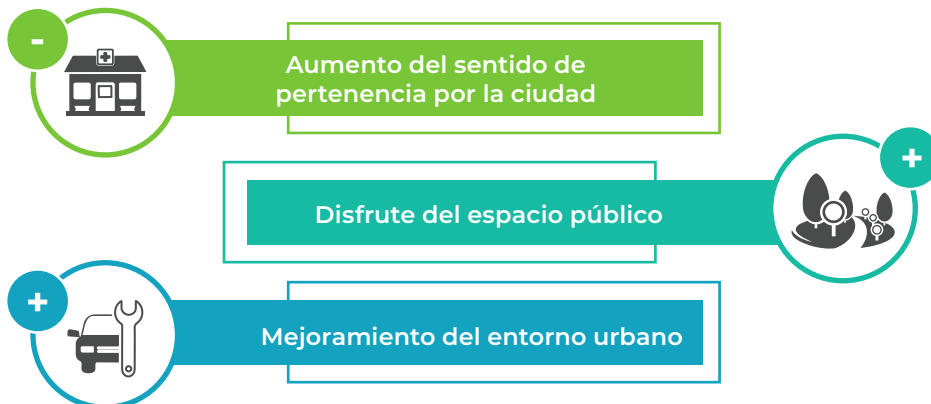 -
Aumento del sentido de
pertenencia por la ciudad
+
Disfrute del espacio público
+
Mejoramiento del entorno urbano